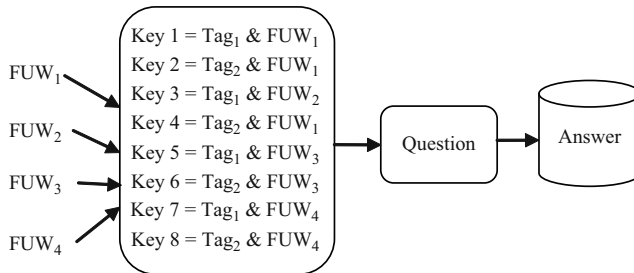 FUW₁
FUW₂
FUW₃
FUW₄
Key 1 = Tag₁ & FUW₁
Key 2 = Tag₂ & FUW₁
Key 3 = Tag₁ & FUW₂
Key 4 = Tag₂ & FUW₁
Key 5 = Tag₁ & FUW₃
Key 6 = Tag₂ & FUW₃
Key 7 = Tag₁ & FUW₄
Key 8 = Tag₂ & FUW₄
Question
Answer